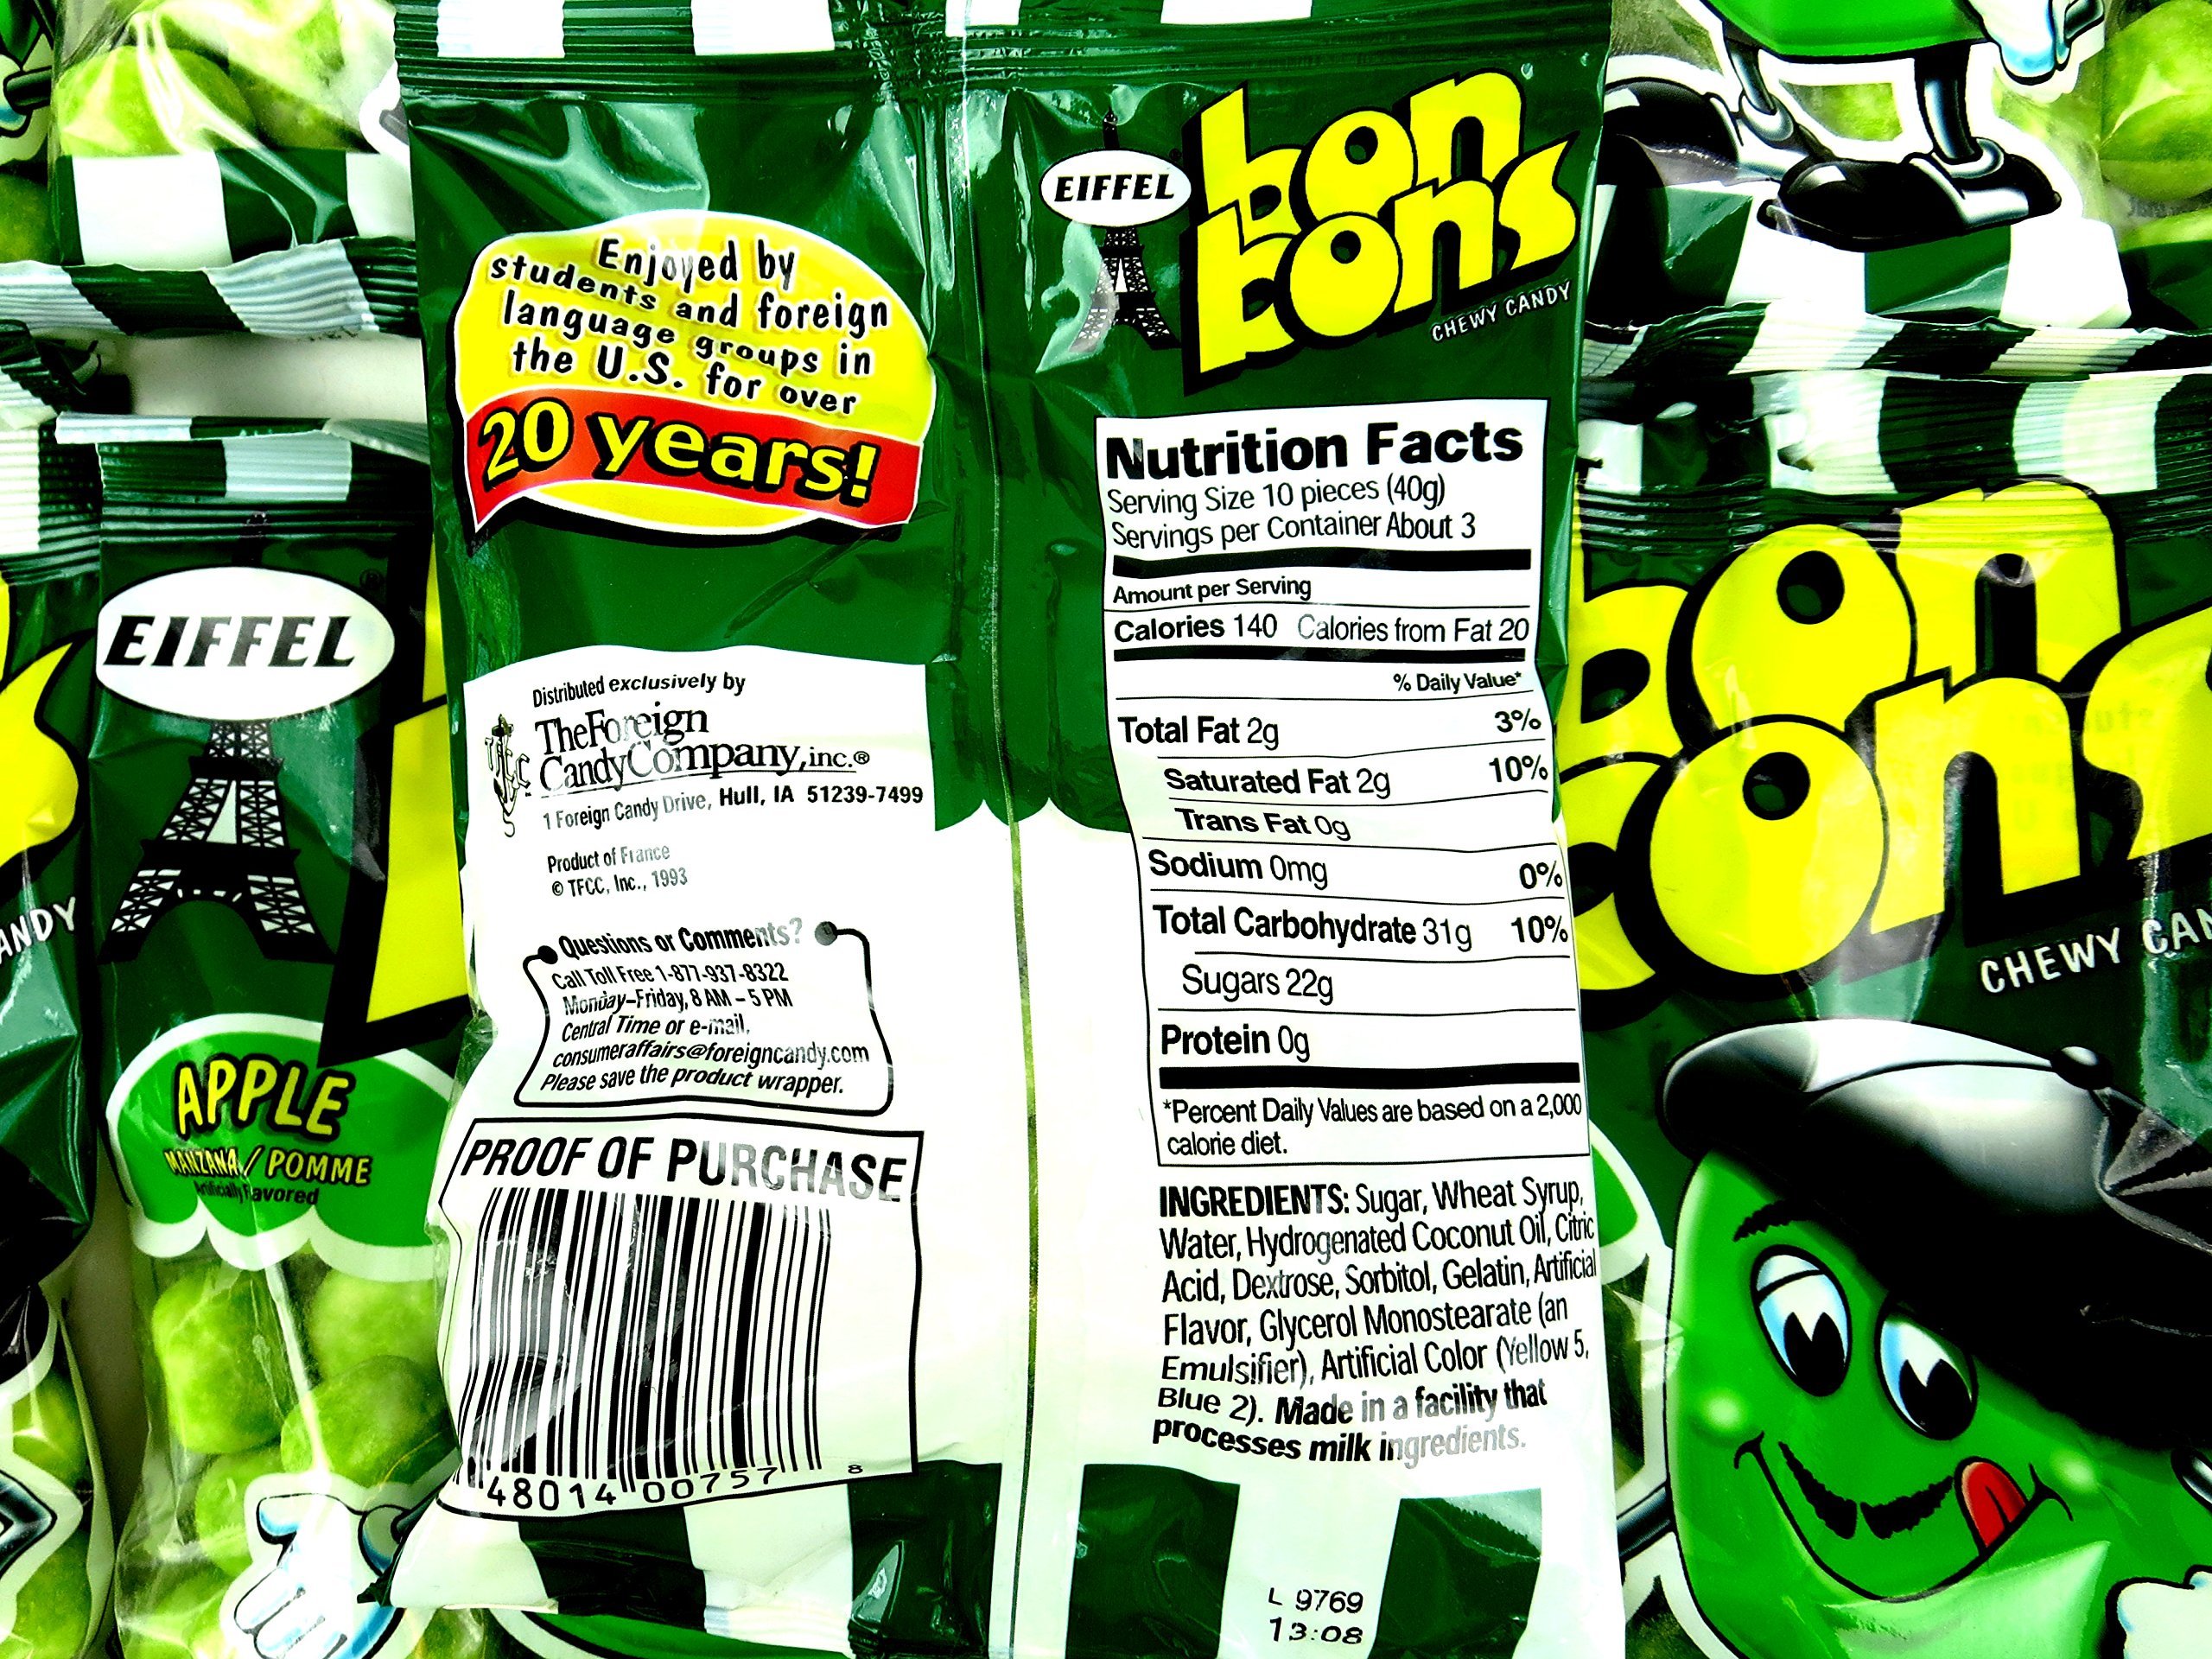 Enjoyed by
students and foreign
language groups in
the U.S. for over
20 years!
Distributed exclusively by
TheForeign
CandyCompany,inc.®
1 Foreign Candy Drive, Hull, IA 51239-7499
Product of France
© TFCC, Inc., 1993
Questions or Comments?
Call Toll Free 1-877-937-8322
Monday–Friday, 8 AM – 5 PM
Central Time or e-mail,
consumeraffairs@foreigncandy.com
Please save the product wrapper.
PROOF OF PURCHASE
48014 00757 8
EIFFEL
bon
bons
CHEWY CANDY
Nutrition Facts
Serving Size 10 pieces (40g)
Servings per Container About 3
Amount per Serving
Calories 140 Calories from Fat 20
% Daily Value*
Total Fat 2g 3%
Saturated Fat 2g 10%
Trans Fat 0g
Sodium 0mg 0%
Total Carbohydrate 31g 10%
Sugars 22g
Protein 0g
*Percent Daily Values are based on a 2,000
calorie diet.
INGREDIENTS: Sugar, Wheat Syrup,
Water, Hydrogenated Coconut Oil, Citric
Acid, Dextrose, Sorbitol, Gelatin, Artificial
Flavor, Glycerol Monostearate (an
Emulsifier), Artificial Color (Yellow 5,
Blue 2). Made in a facility that
processes milk ingredients.
L 9769
13:08
EIFFEL
APPLE
MANZANA / POMME
Artificially Flavored
ANDY
bon
bons
CHEWY CAN